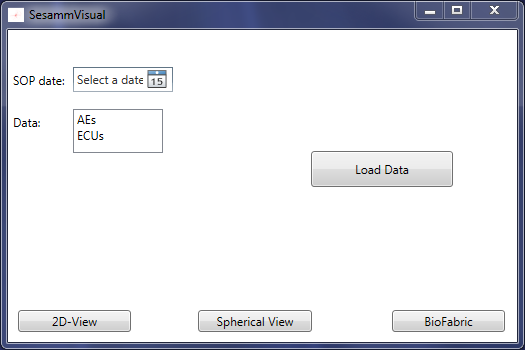 SesammVisual
SOP date:
Select a date
15
Data:
AEs
ECUs
Load Data
2D-View
Spherical View
BioFabric